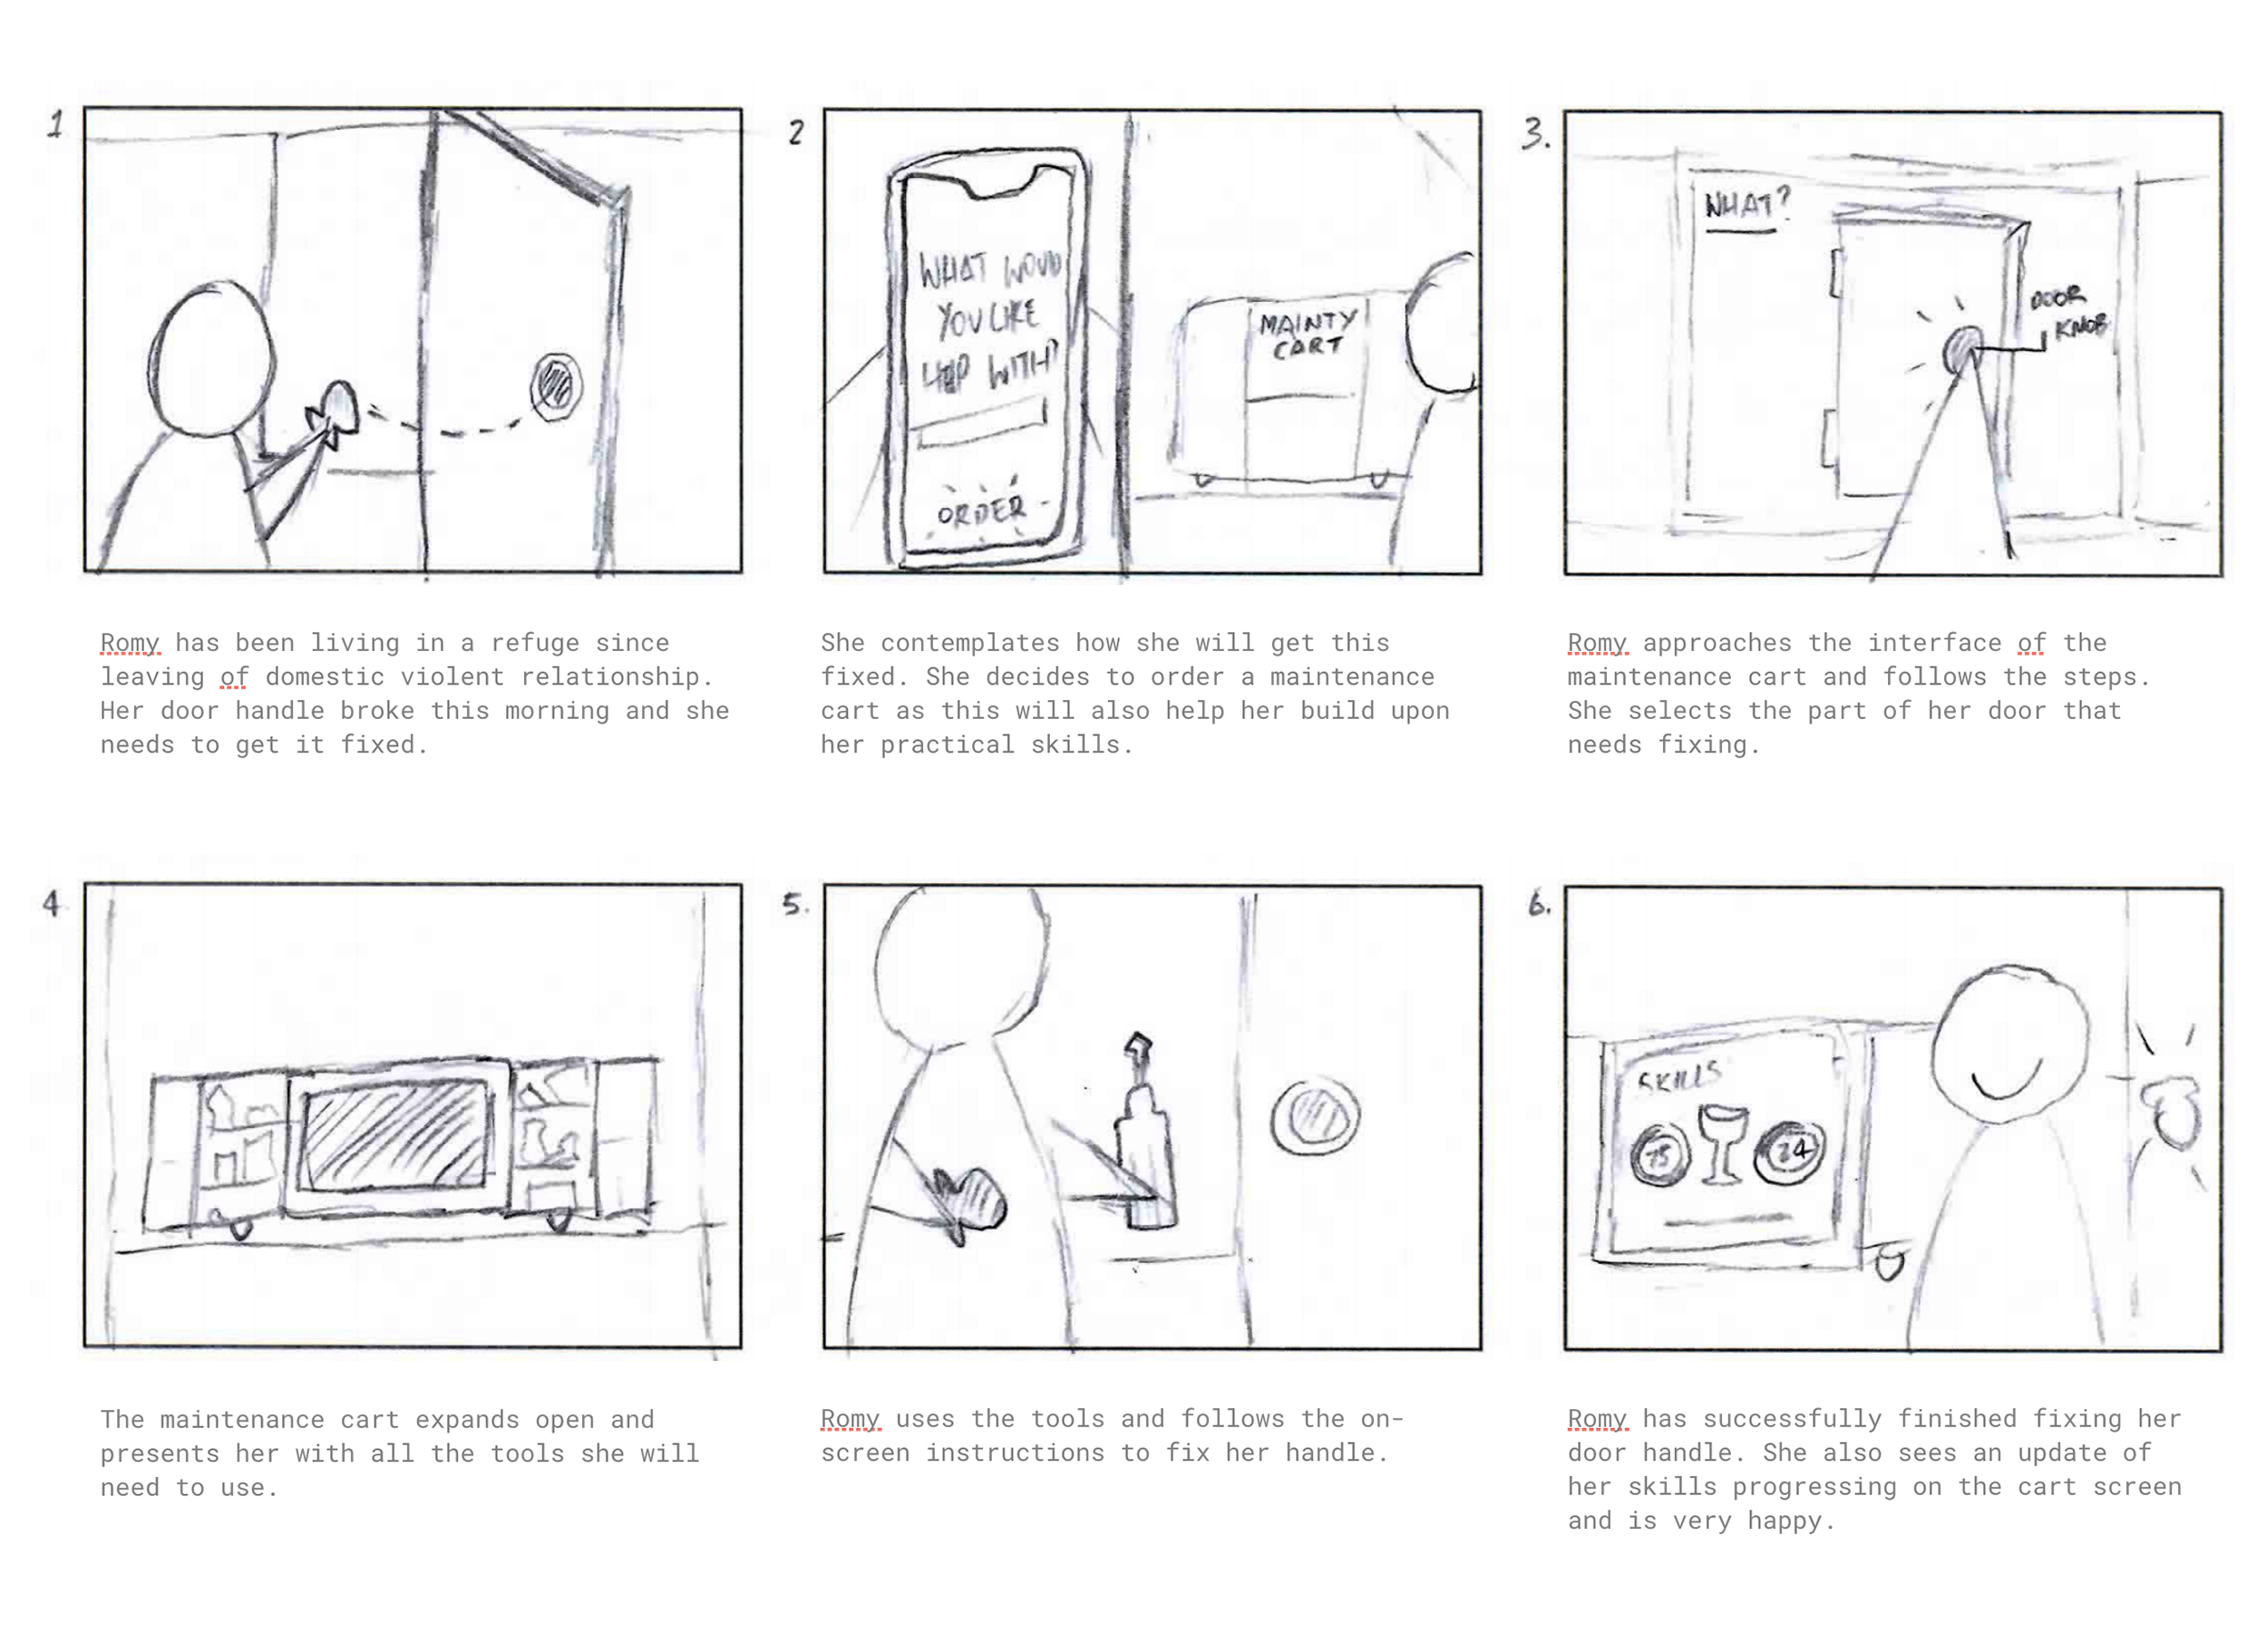 1
2
3.
WHAT WOUD
YOU LIKE
HELP WITH?
ORDER
MAINTY
CART
WHAT?
DOOR
KNOB
Romy has been living in a refuge since
leaving of domestic violent relationship.
Her door handle broke this morning and she
needs to get it fixed.
She contemplates how she will get this
fixed. She decides to order a maintenance
cart as this will also help her build upon
her practical skills.
Romy approaches the interface of the
maintenance cart and follows the steps.
She selects the part of her door that
needs fixing.
4
5.
6.
SKILLS
75
24
The maintenance cart expands open and
presents her with all the tools she will
need to use.
Romy uses the tools and follows the on-
screen instructions to fix her handle.
Romy has successfully finished fixing her
door handle. She also sees an update of
her skills progressing on the cart screen
and is very happy.